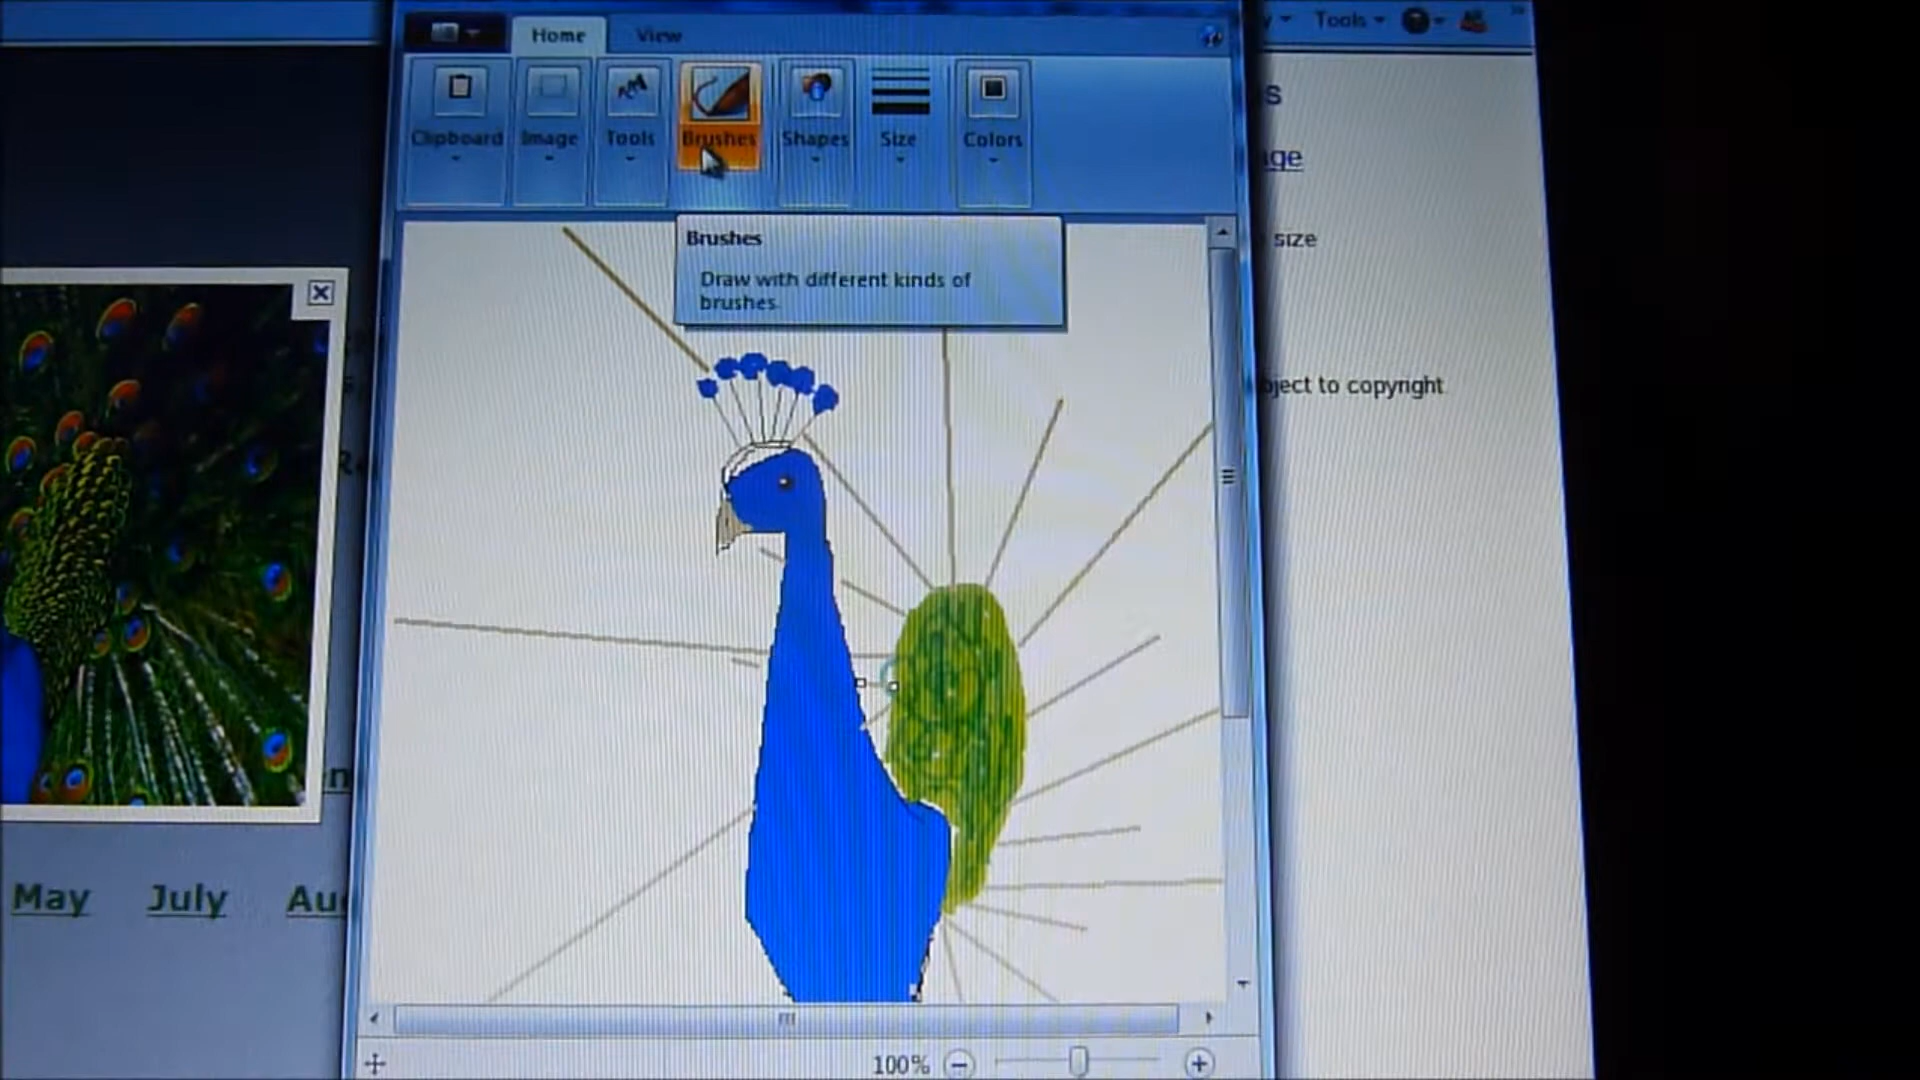 Home View
Tools
Clipboard Image Tools Brushes Shapes Size Colors
Brushes
Draw with different kinds of
brushes.
size
bject to copyright
May July Au
100%